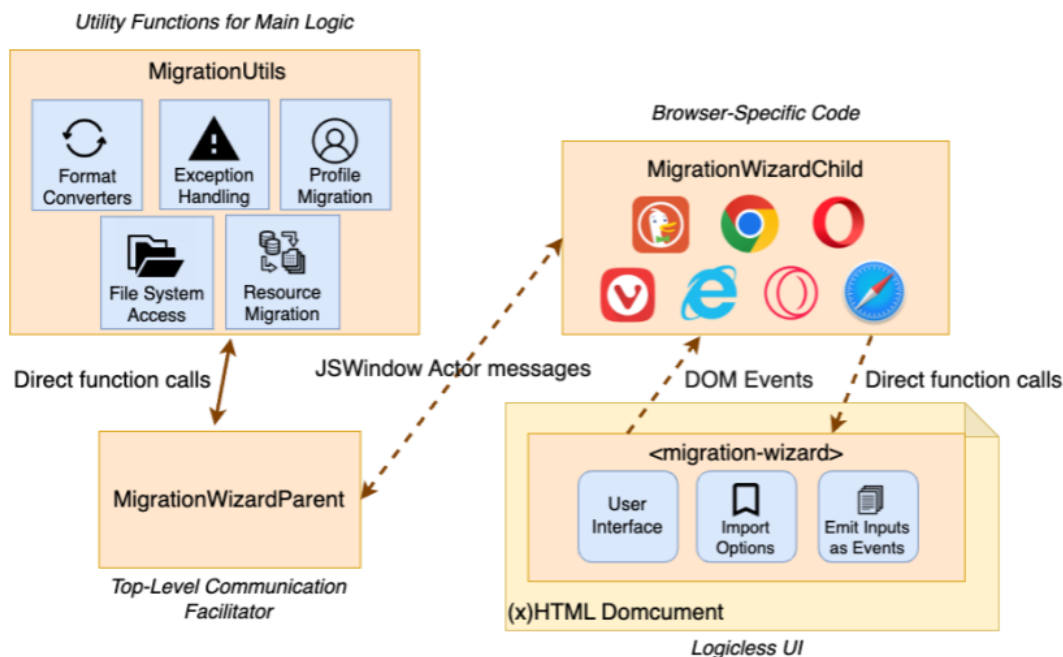 Utility Functions for Main Logic
MigrationUtils
Format
Converters
Exception
Handling
Profile
Migration
File System
Access
Resource
Migration
Browser-Specific Code
MigrationWizardChild
Direct function calls
JSWindow Actor messages
DOM Events
Direct function calls
MigrationWizardParent
Top-Level Communication
Facilitator
<migration-wizard>
User
Interface
Import
Options
Emit Inputs
as Events
(x)HTML Domcument
Logicless UI